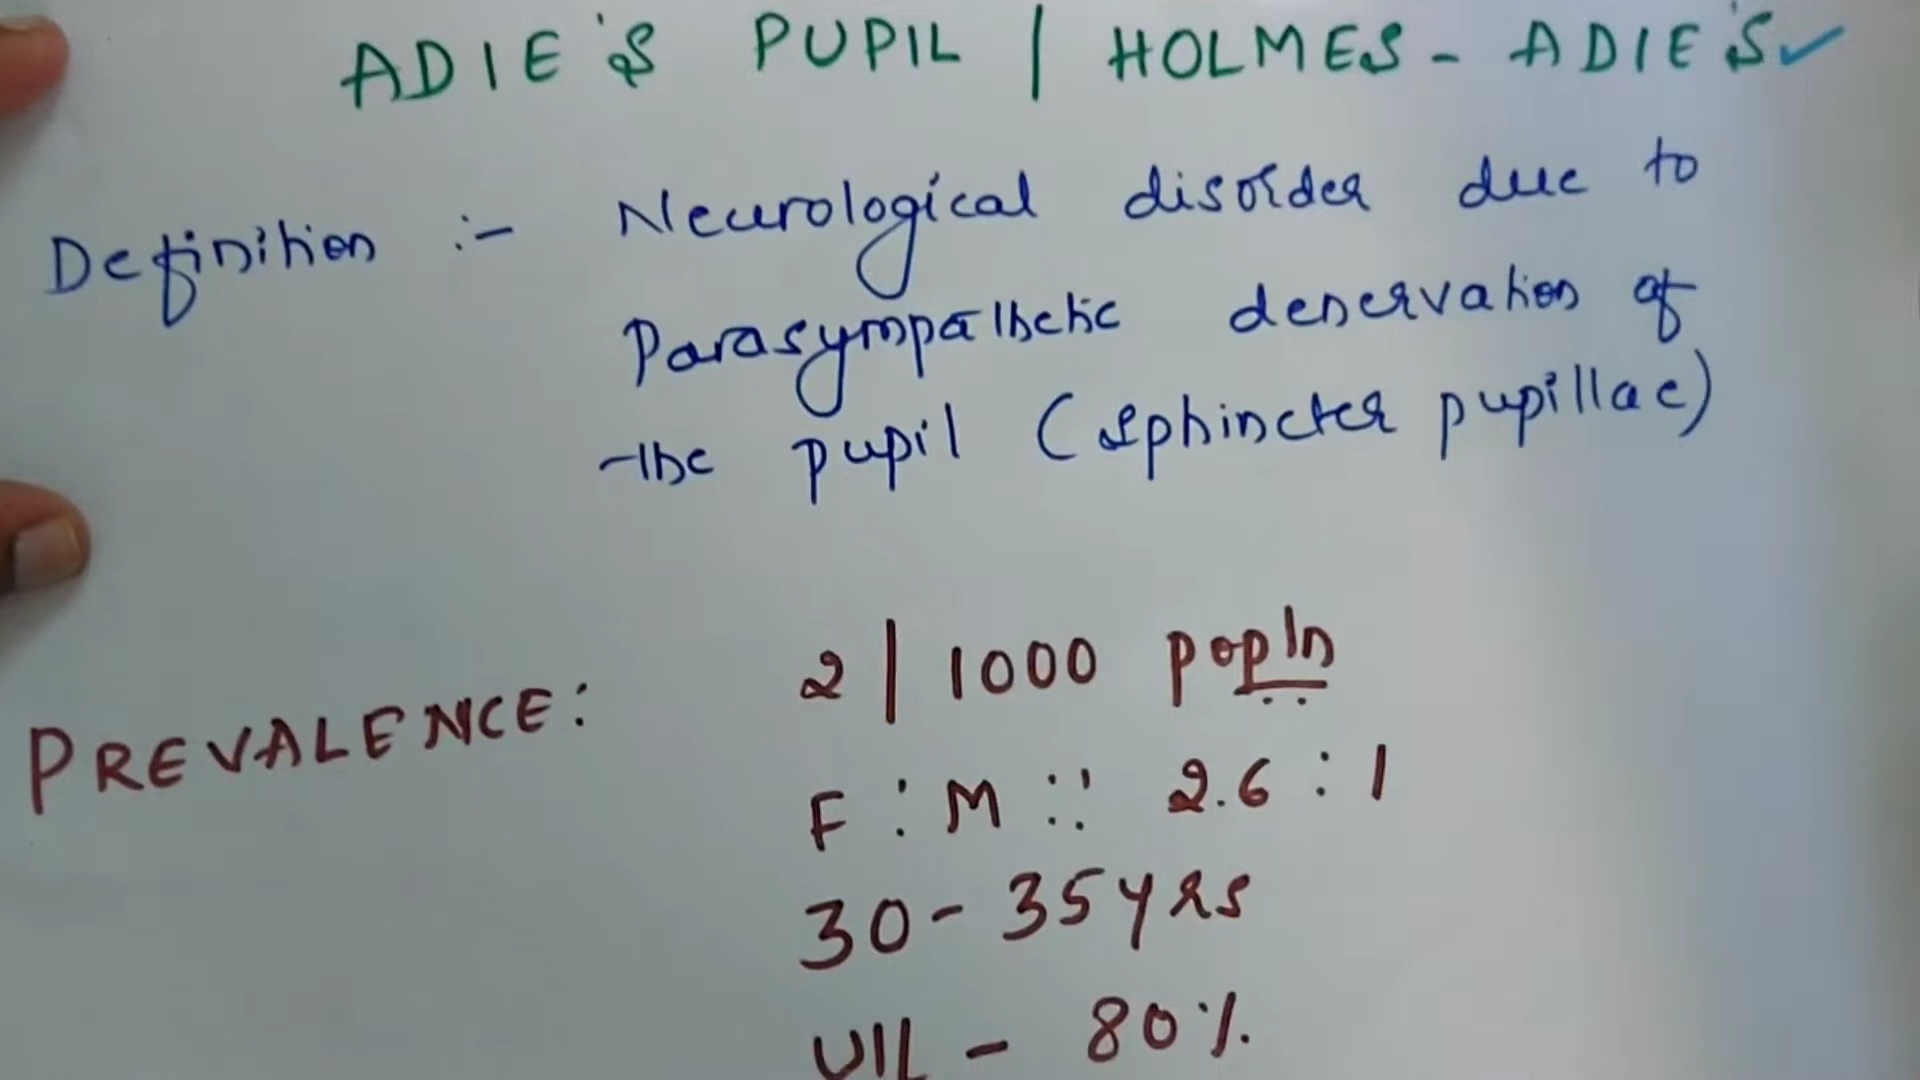 ADIE'S PUPIL | HOLMES - ADIE'S
Definition :- Neurological disorder due to
Parasympathetic denervation of
the pupil (sphincter pupillae)
PREVALENCE: 2 | 1000 popln
F : M :: 2.6 : 1
30 - 35 yrs
U/L - 80%